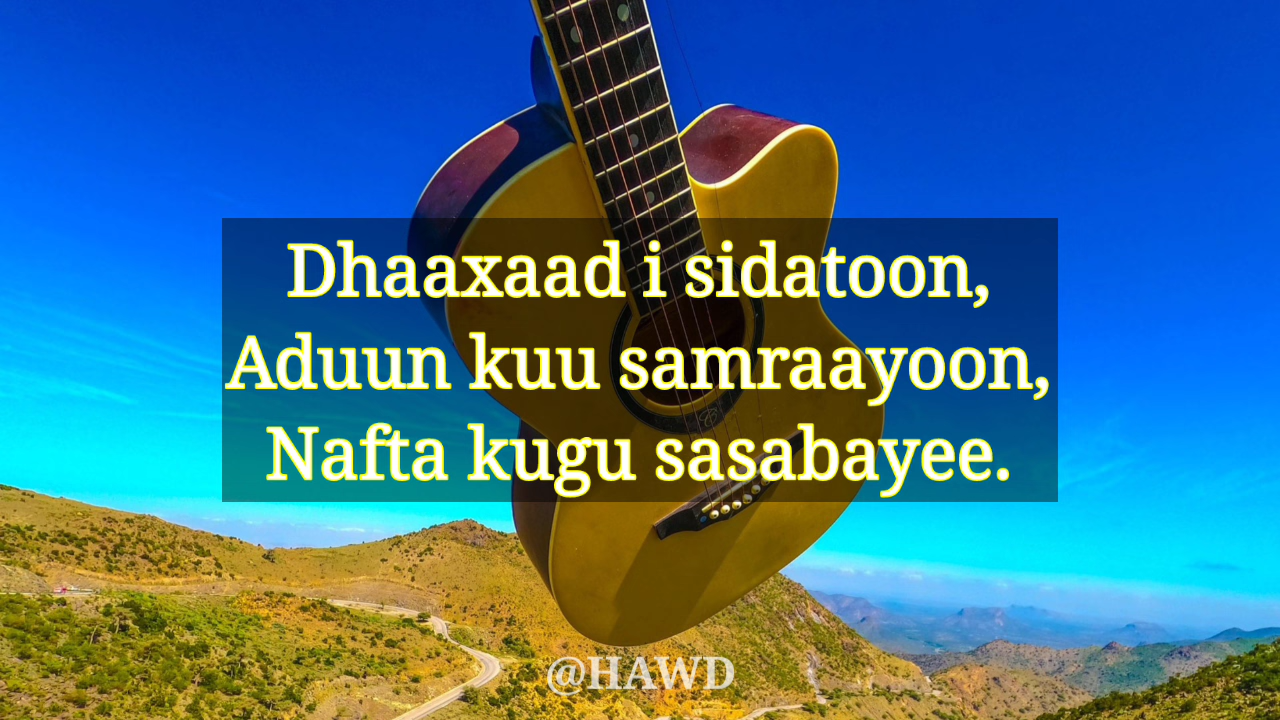 Dhaaxaad i sidatoon,
Aduun kuu samraayoon,
Nafta kugu sasabayee.
@HAWD